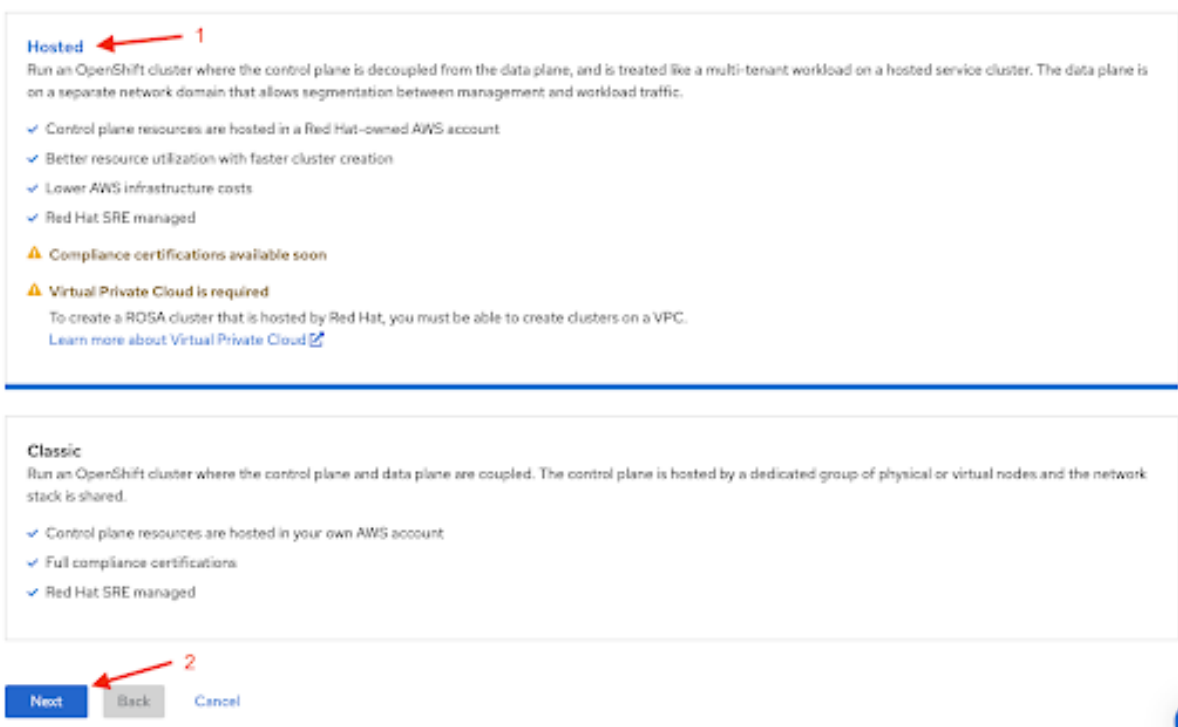 1
Hosted
Run an OpenShift cluster where the control plane is decoupled from the data plane, and is treated like a multi-tenant workload on a hosted service cluster. The data plane is
on a separate network domain that allows segmentation between management and workload traffic.
Control plane resources are hosted in a Red Hat-owned AWS account
Better resource utilization with faster cluster creation
Lower AWS infrastructure costs
Red Hat SRE managed
Compliance certifications available soon
Virtual Private Cloud is required
To create a ROSA cluster that is hosted by Red Hat, you must be able to create clusters on a VPC.
Learn more about Virtual Private Cloud
Classic
Run an OpenShift cluster where the control plane and data plane are coupled. The control plane is hosted by a dedicated group of physical or virtual nodes and the network
stack is shared.
Control plane resources are hosted in your own AWS account
Full compliance certifications
Red Hat SRE managed
2
Next Back Cancel